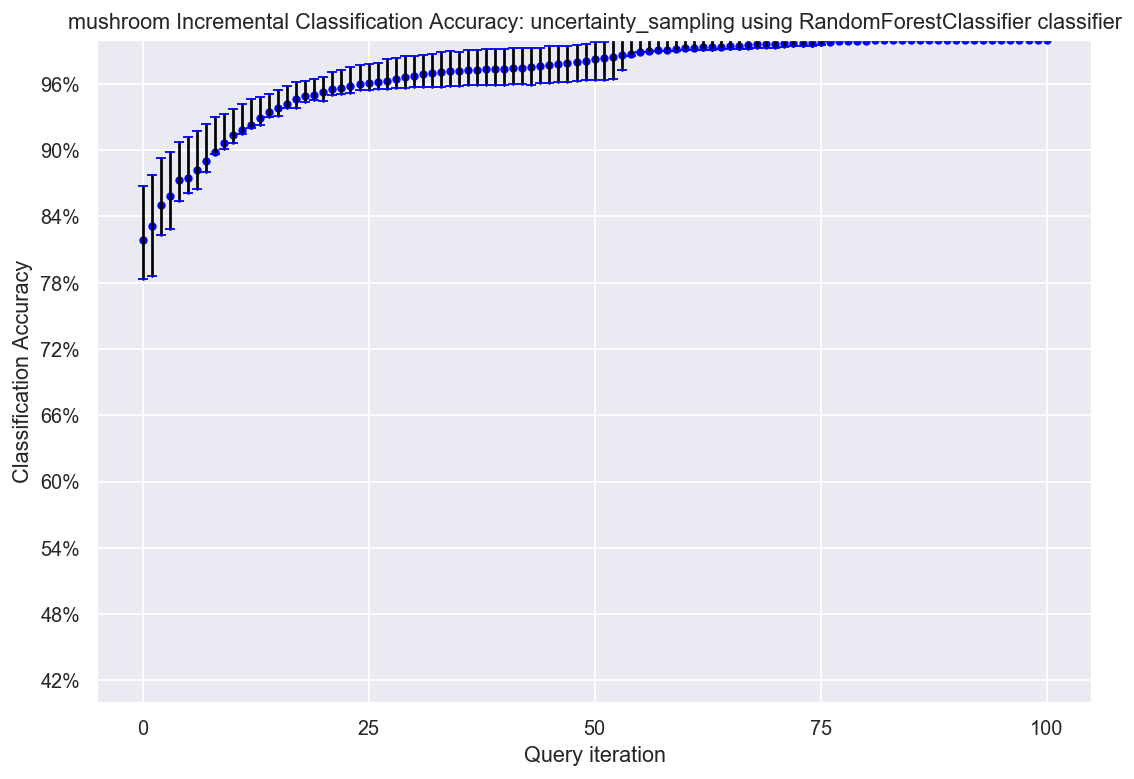 mushroom Incremental Classification Accuracy: uncertainty_sampling using RandomForestClassifier classifier
96%
90%
84%
78%
72%
66%
60%
54%
48%
42%
Classification Accuracy
0 25 50 75 100
Query iteration